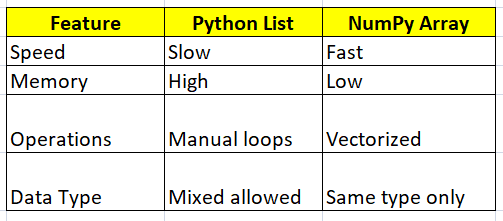 Feature Python List NumPy Array
Speed Slow Fast
Memory High Low
Operations Manual loops Vectorized
Data Type Mixed allowed Same type only